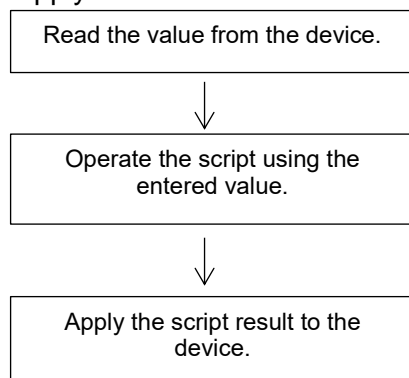 Read the value from the device.
Operate the script using the
entered value.
Apply the script result to the
device.